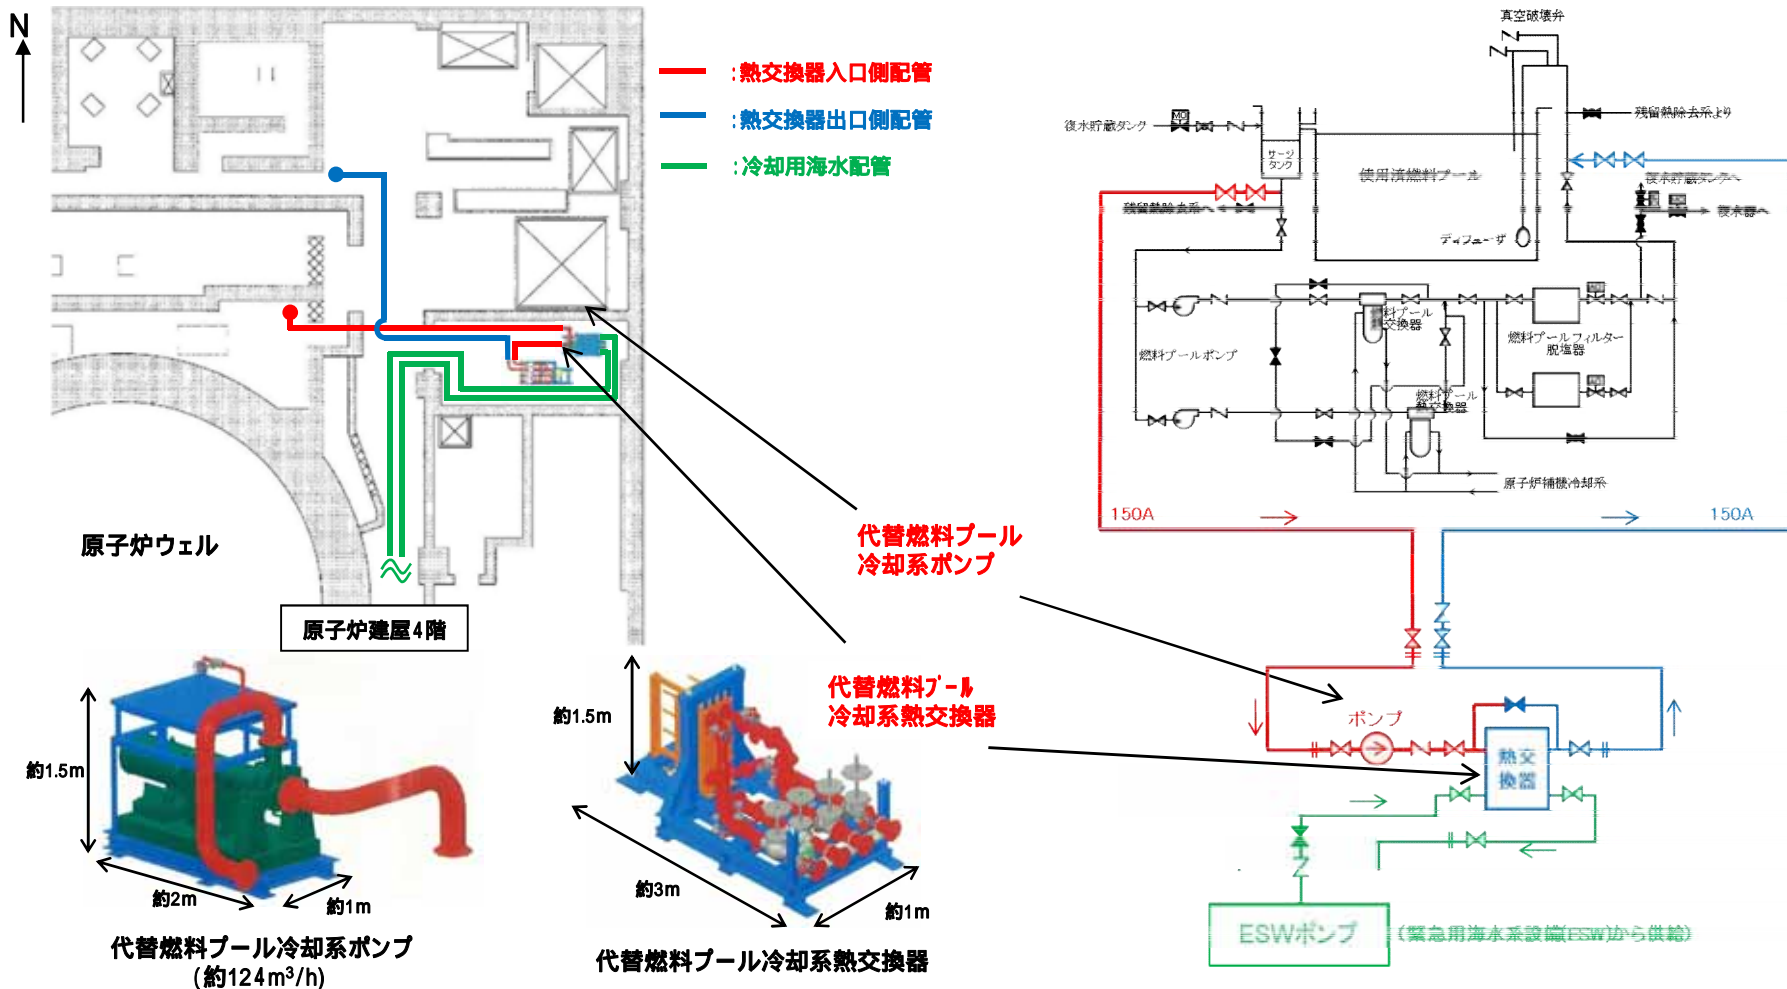 N
:熱交換器入口側配管
:熱交換器出口側配管
:冷却用海水配管
原子炉ウェル
原子炉建屋4階
代替燃料プール
冷却系ポンプ
代替燃料プール
冷却系熱交換器
約1.5m
約2m
約1m
代替燃料プール冷却系ポンプ
(約124m³/h)
約1.5m
約3m
約1m
代替燃料プール冷却系熱交換器
真空破壊弁
残留熱除去系より
復水貯蔵タンク
MO
サージ
タンク
使用済燃料プール
残留熱除去系へ
復水貯蔵タンクへ
復水器へ
ディフューザ
燃料プールポンプ
料プール
交換器
燃料プールフィルター
脱塩器
燃料プール
熱交換器
原子炉補機冷却系
150A
150A
ポンプ
熱交
換器
ESWポンプ
(緊急用海水系設備(ESW)から供給)